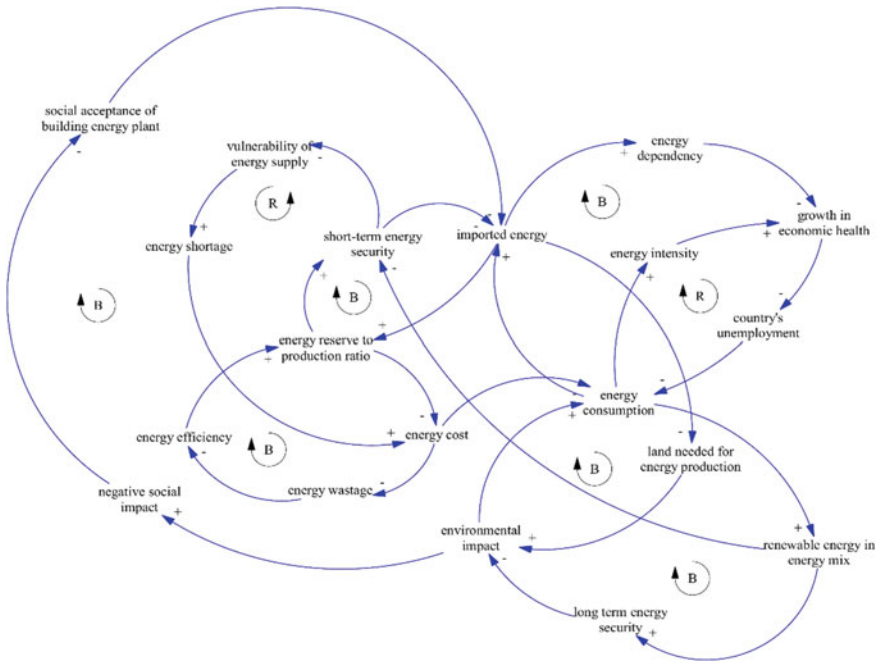 social acceptance of
building energy plant
-
vulnerability of
energy supply
-
R
energy
dependency
+
B
-
growth in
economic health
+
energy shortage
short-term energy
security
-
+
B
- -
imported energy
+
energy intensity
+
+
R
-
country's
unemployment
B
energy reserve to
production ratio
+
+
-
-
energy
consumption
-
+
energy efficiency
-
B
+
energy cost
-
energy wastage
-
land needed for
energy production
B
negative social
impact
+
environmental
impact
+
-
+
renewable energy in
energy mix
B
long term energy
security
+